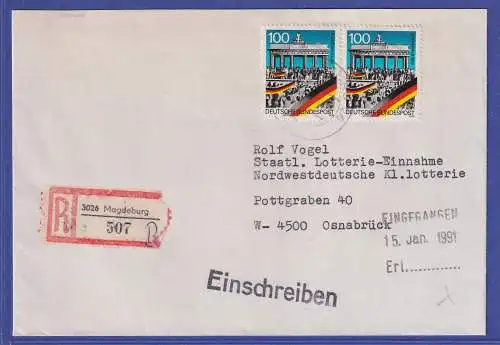 100 100
DEUTSCHE BUNDESPOST DEUTSCHE BUNDESPOST
Rolf Vogel
Staatl. Lotterie-Einnahme
Nordwestdeutsche Kl.lotterie
Pottgraben 40
W- 4500 Osnabrück
R
3026 Magdeburg
507
EINGEGANGEN
15. Jan. 1991
Erl.............
Einschreiben